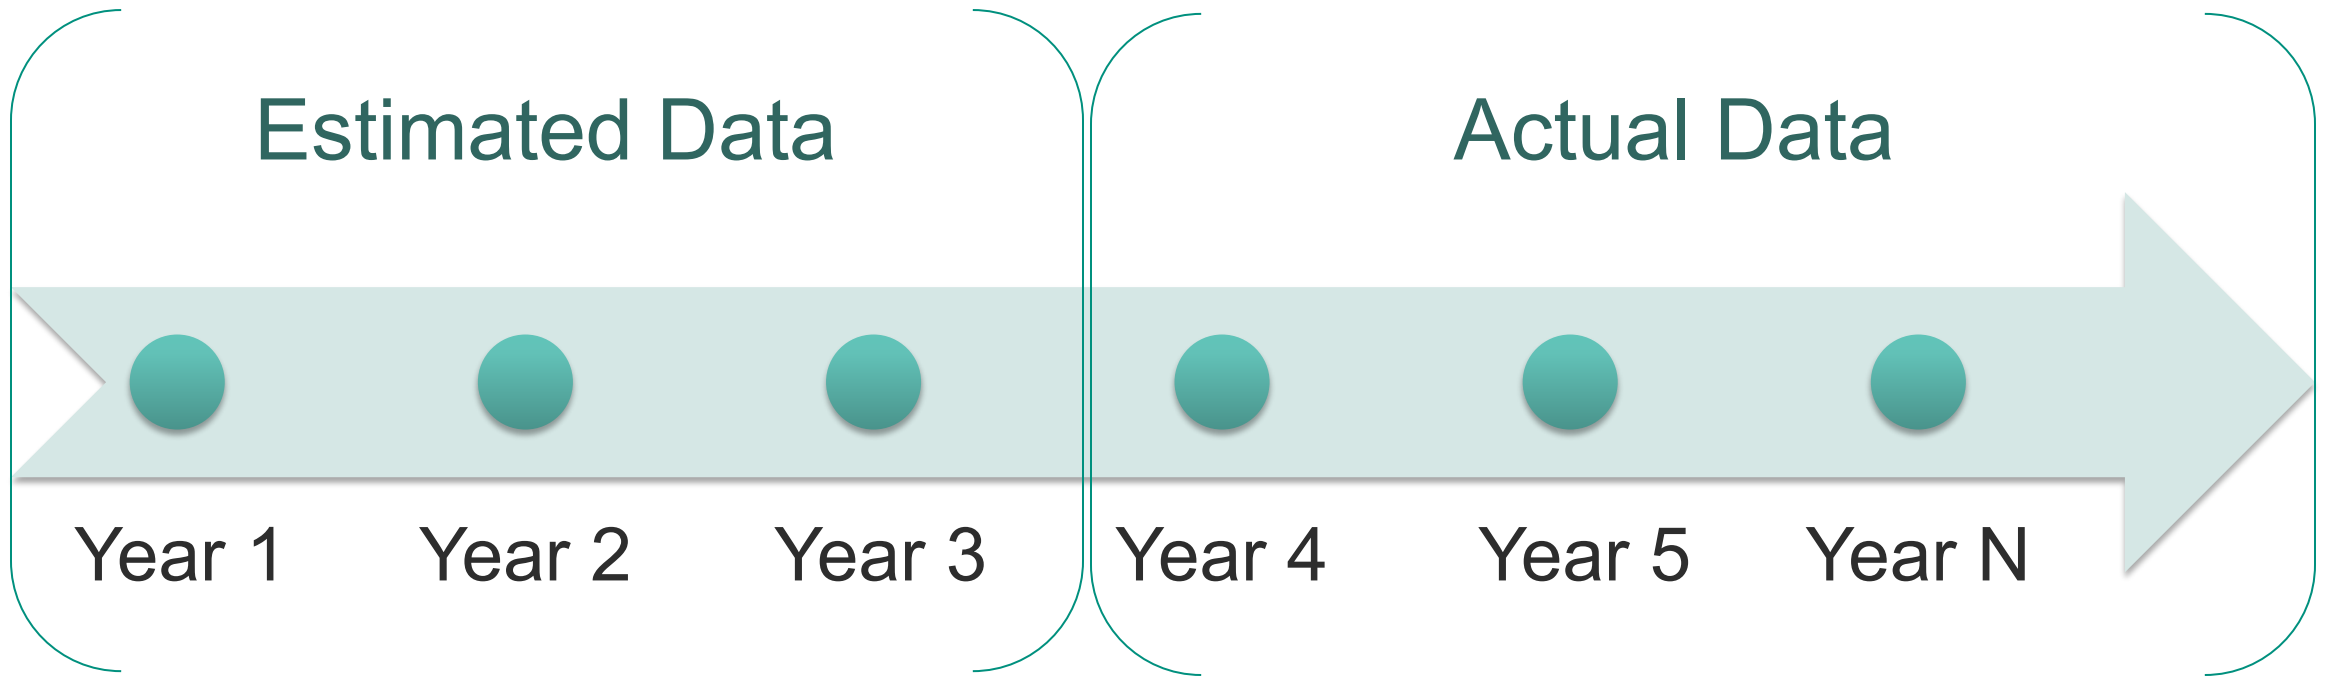 Estimated Data
Actual Data
Year 1
Year 2
Year 3
Year 4
Year 5
Year N